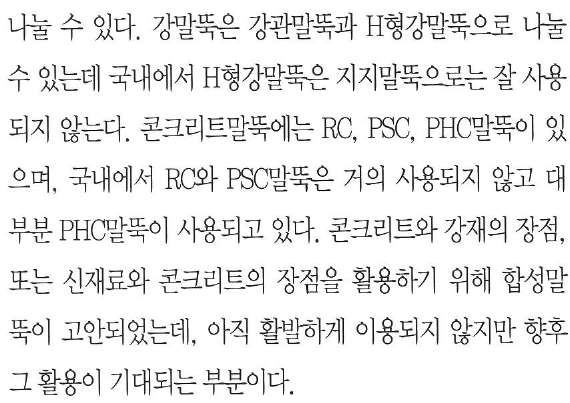 나눌 수 있다. 강말뚝은 강관말뚝과 H형강말뚝으로 나눌
수 있는데 국내에서 H형강말뚝은 지지말뚝으로는 잘 사용
되지 않는다. 콘크리트말뚝에는 RC, PSC, PHC말뚝이 있
으며, 국내에서 RC와 PSC말뚝은 거의 사용되지 않고 대
부분 PHC말뚝이 사용되고 있다. 콘크리트와 강재의 장점,
또는 신재료와 콘크리트의 장점을 활용하기 위해 합성말
뚝이 고안되었는데, 아직 활발하게 이용되지 않지만 향후
그 활용이 기대되는 부분이다.